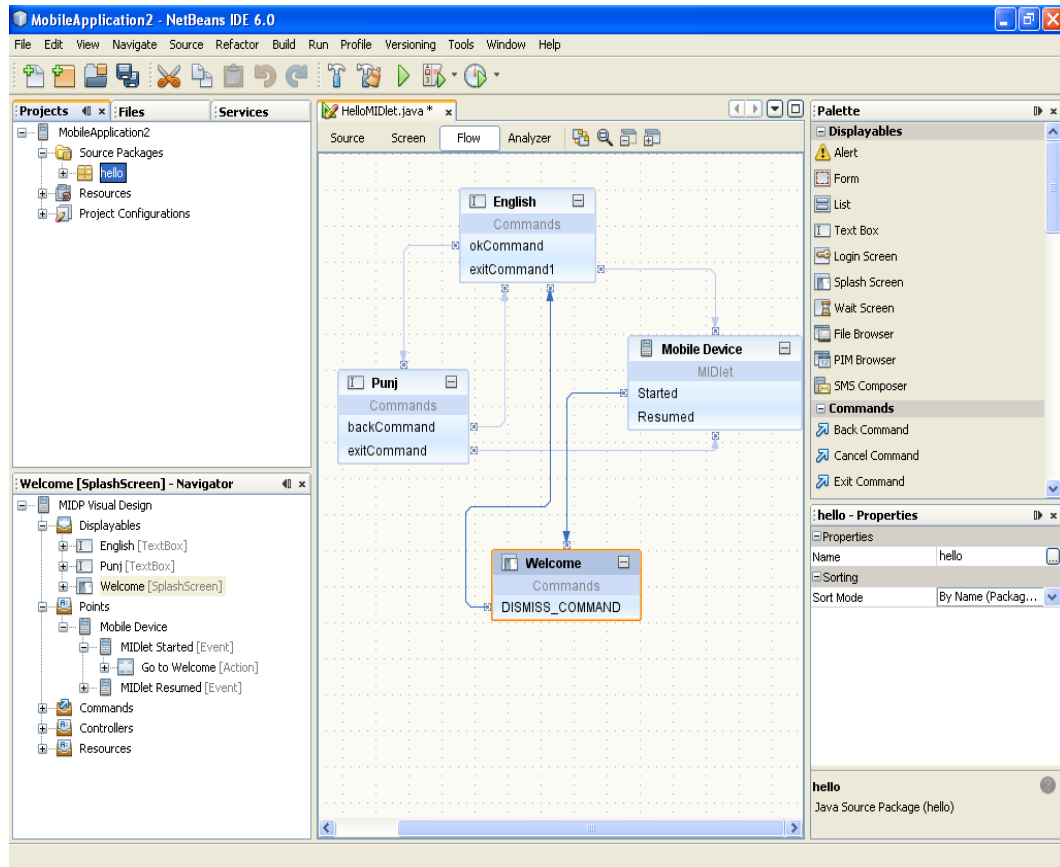 MobileApplication2 - NetBeans IDE 6.0
File Edit View Navigate Source Refactor Build Run Profile Versioning Tools Window Help
Projects Files Services
MobileApplication2
Source Packages
hello
Resources
Project Configurations
Welcome [SplashScreen] - Navigator
MIDP Visual Design
Displayables
English [TextBox]
Punj [TextBox]
Welcome [SplashScreen]
Points
Mobile Device
MIDlet Started [Event]
Go to Welcome [Action]
MIDlet Resumed [Event]
Commands
Controllers
Resources
HelloMIDlet.java *
Source Screen Flow Analyzer
English
Commands
okCommand
exitCommand1
Mobile Device
MIDlet
Started
Resumed
Punj
Commands
backCommand
exitCommand
Welcome
Commands
DISMISS_COMMAND
Palette
Displayables
Alert
Form
List
Text Box
Login Screen
Splash Screen
Wait Screen
File Browser
PIM Browser
SMS Composer
Commands
Back Command
Cancel Command
Exit Command
hello - Properties
Properties
Name hello
Sorting
Sort Mode By Name (Packag...
hello
Java Source Package (hello)